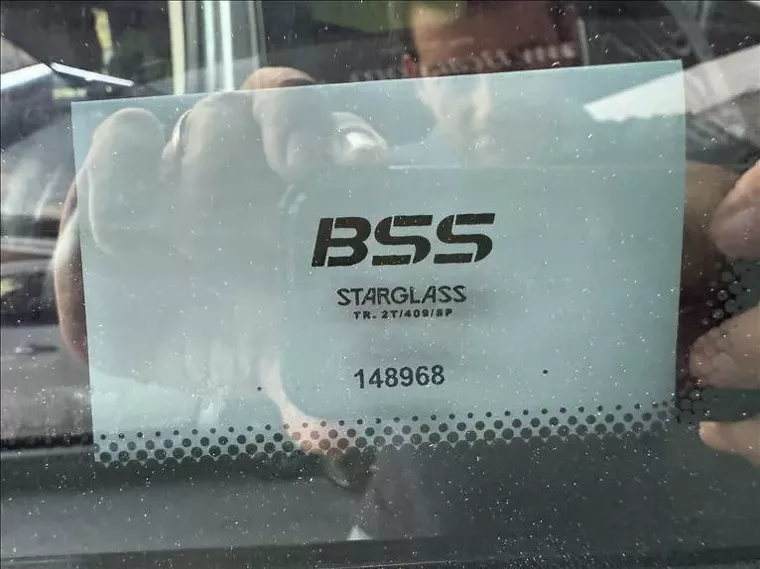 BSS
STARGLASS
TR. 2T/409/SP
148968